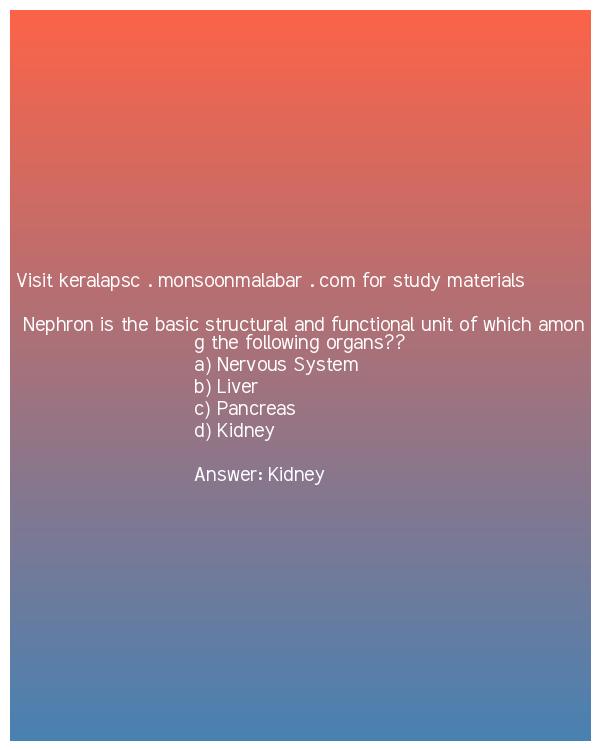 Visit keralapsc . monsoonmalabar . com for study materials
Nephron is the basic structural and functional unit of which amon
g the following organs??
a) Nervous System
b) Liver
c) Pancreas
d) Kidney
Answer: Kidney